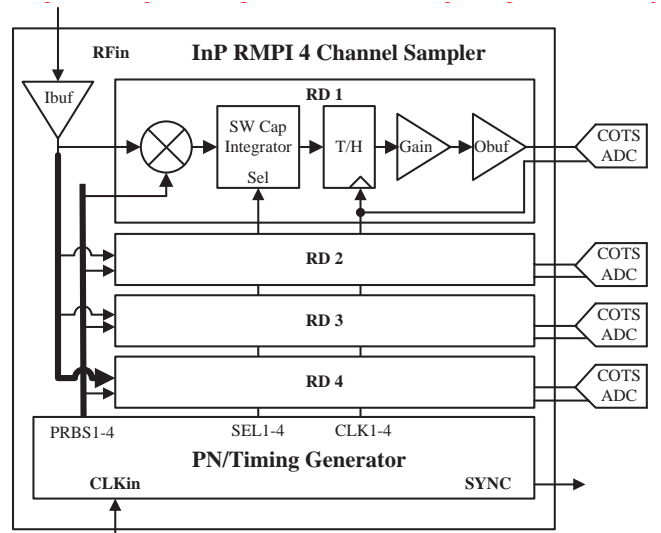 RFin
InP RMPI 4 Channel Sampler
Ibuf
RD 1
SW Cap
Integrator
Sel
T/H
Gain
Obuf
COTS
ADC
RD 2
COTS
ADC
RD 3
COTS
ADC
RD 4
COTS
ADC
PRBS1-4
SEL1-4
CLK1-4
PN/Timing Generator
CLKin
SYNC